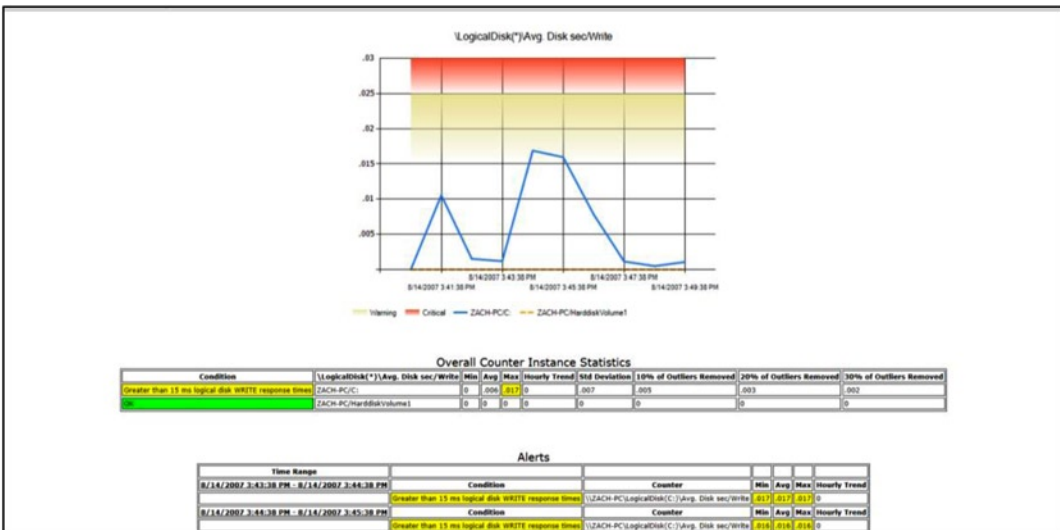 \LogicalDisk(*)\Avg. Disk sec/Write
.03
.025
.02
.015
.01
.005
8/14/2007 3:43:38 PM 8/14/2007 3:47:38 PM
8/14/2007 3:41:38 PM 8/14/2007 3:45:38 PM 8/14/2007 3:49:38 PM
Warning Critical ZACH-PC/C: ZACH-PC/HarddiskVolume1
Overall Counter Instance Statistics
Condition \LogicalDisk(*)\Avg. Disk sec/Write Min Avg Max Hourly Trend Std Deviation 10% of Outliers Removed 20% of Outliers Removed 30% of Outliers Removed
Greater than 15 ms logical disk WRITE response times ZACH-PC/C: 0 .006 .017 0 .007 .005 .003 .002
OK ZACH-PC/HarddiskVolume1 0 0 0 0 0 0 0 0
Alerts
Time Range
8/14/2007 3:43:38 PM - 8/14/2007 3:44:38 PM Condition Counter Min Avg Max Hourly Trend
Greater than 15 ms logical disk WRITE response times \\ZACH-PC\LogicalDisk(C:)\Avg. Disk sec/Write .017 .017 .017 0
8/14/2007 3:44:38 PM - 8/14/2007 3:45:38 PM Condition Counter Min Avg Max Hourly Trend
Greater than 15 ms logical disk WRITE response times \\ZACH-PC\LogicalDisk(C:)\Avg. Disk sec/Write .016 .016 .016 0